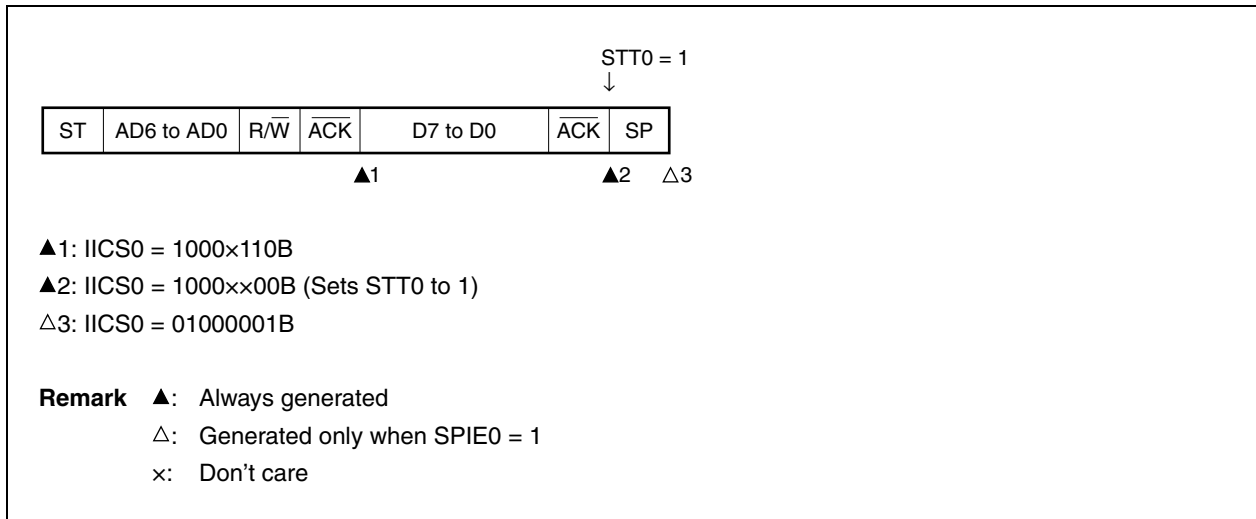 STT0 = 1
↓
ST AD6 to AD0 R/W̅ A̅C̅K̅ D7 to D0 A̅C̅K̅ SP
▲1 ▲2 △3
▲1: IICS0 = 1000×110B
▲2: IICS0 = 1000××00B (Sets STT0 to 1)
△3: IICS0 = 01000001B
Remark ▲: Always generated
△: Generated only when SPIE0 = 1
×: Don't care